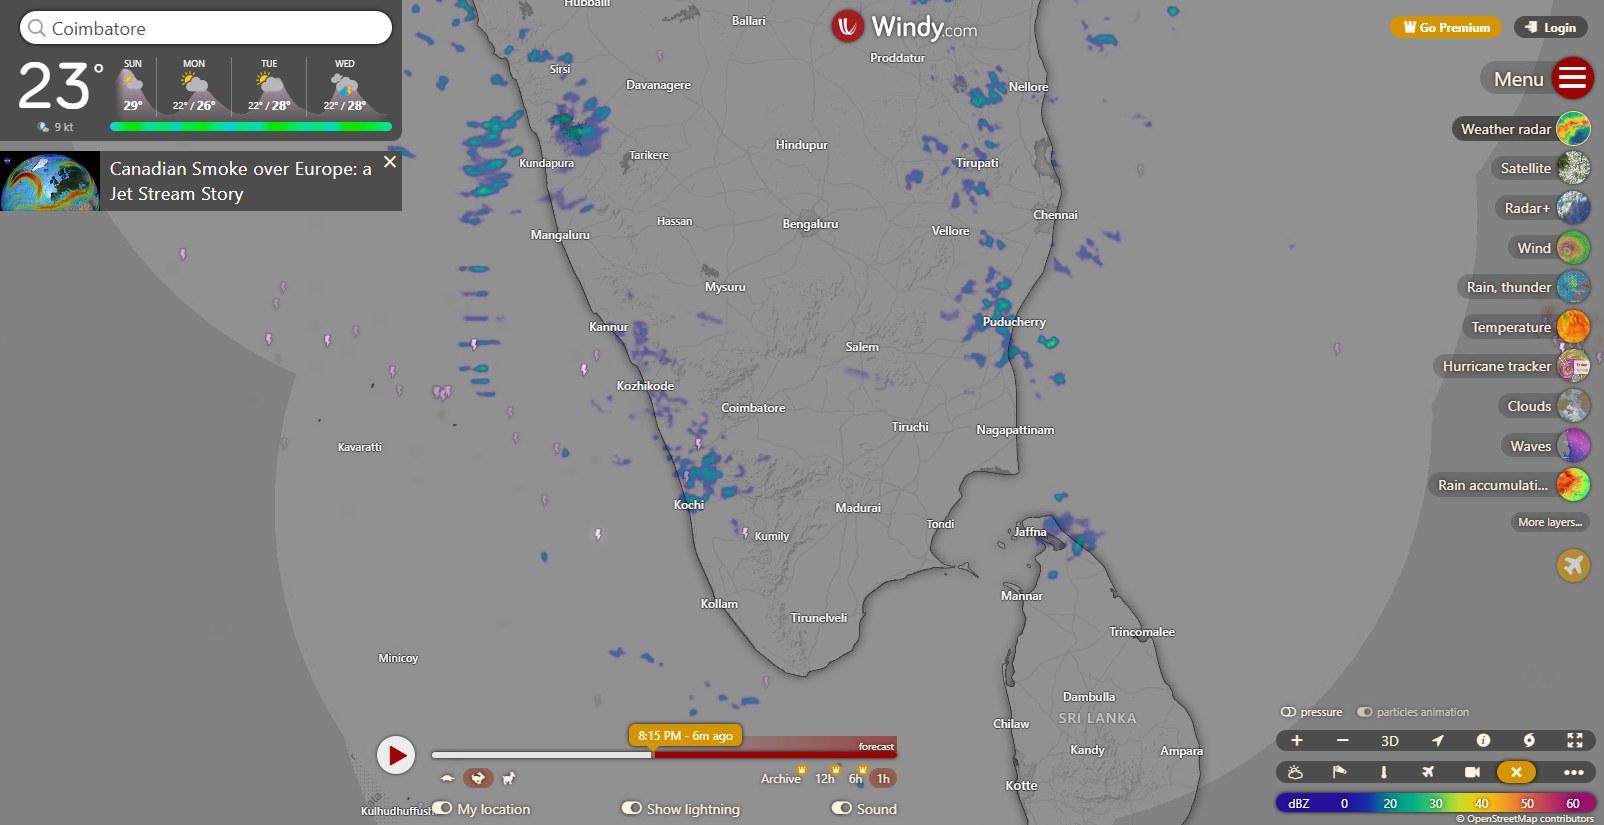 Coimbatore
23°
9 kt
SUN
MON
TUE
WED
29°
22° / 26°
22° / 28°
22° / 28°
Canadian Smoke over Europe: a
Jet Stream Story
Windy.com
Go Premium
Login
Menu
Weather radar
Satellite
Radar+
Wind
Rain, thunder
Temperature
Hurricane tracker
Clouds
Waves
Rain accumulati...
More layers...
Hubballi
Ballari
Proddatur
Sirsi
Davanagere
Nellore
Hindupur
Kundapura
Tarikere
Tirupati
Hassan
Bengaluru
Chennai
Mangaluru
Vellore
Mysuru
Kannur
Puducherry
Salem
Kozhikode
Coimbatore
Tiruchi
Nagapattinam
Kavaratti
Kochi
Madurai
Tondi
Jaffna
Kumily
Mannar
Kollam
Tirunelveli
Trincomalee
Minicoy
Dambulla
SRI LANKA
Chilaw
Kandy
Ampara
Kotte
Kulhudhuffush
8:15 PM - 6m ago
forecast
Archive
12h
6h
1h
My location
Show lightning
Sound
pressure
particles animation
3D
dBZ
0
20
30
40
50
60
© OpenStreetMap contributors